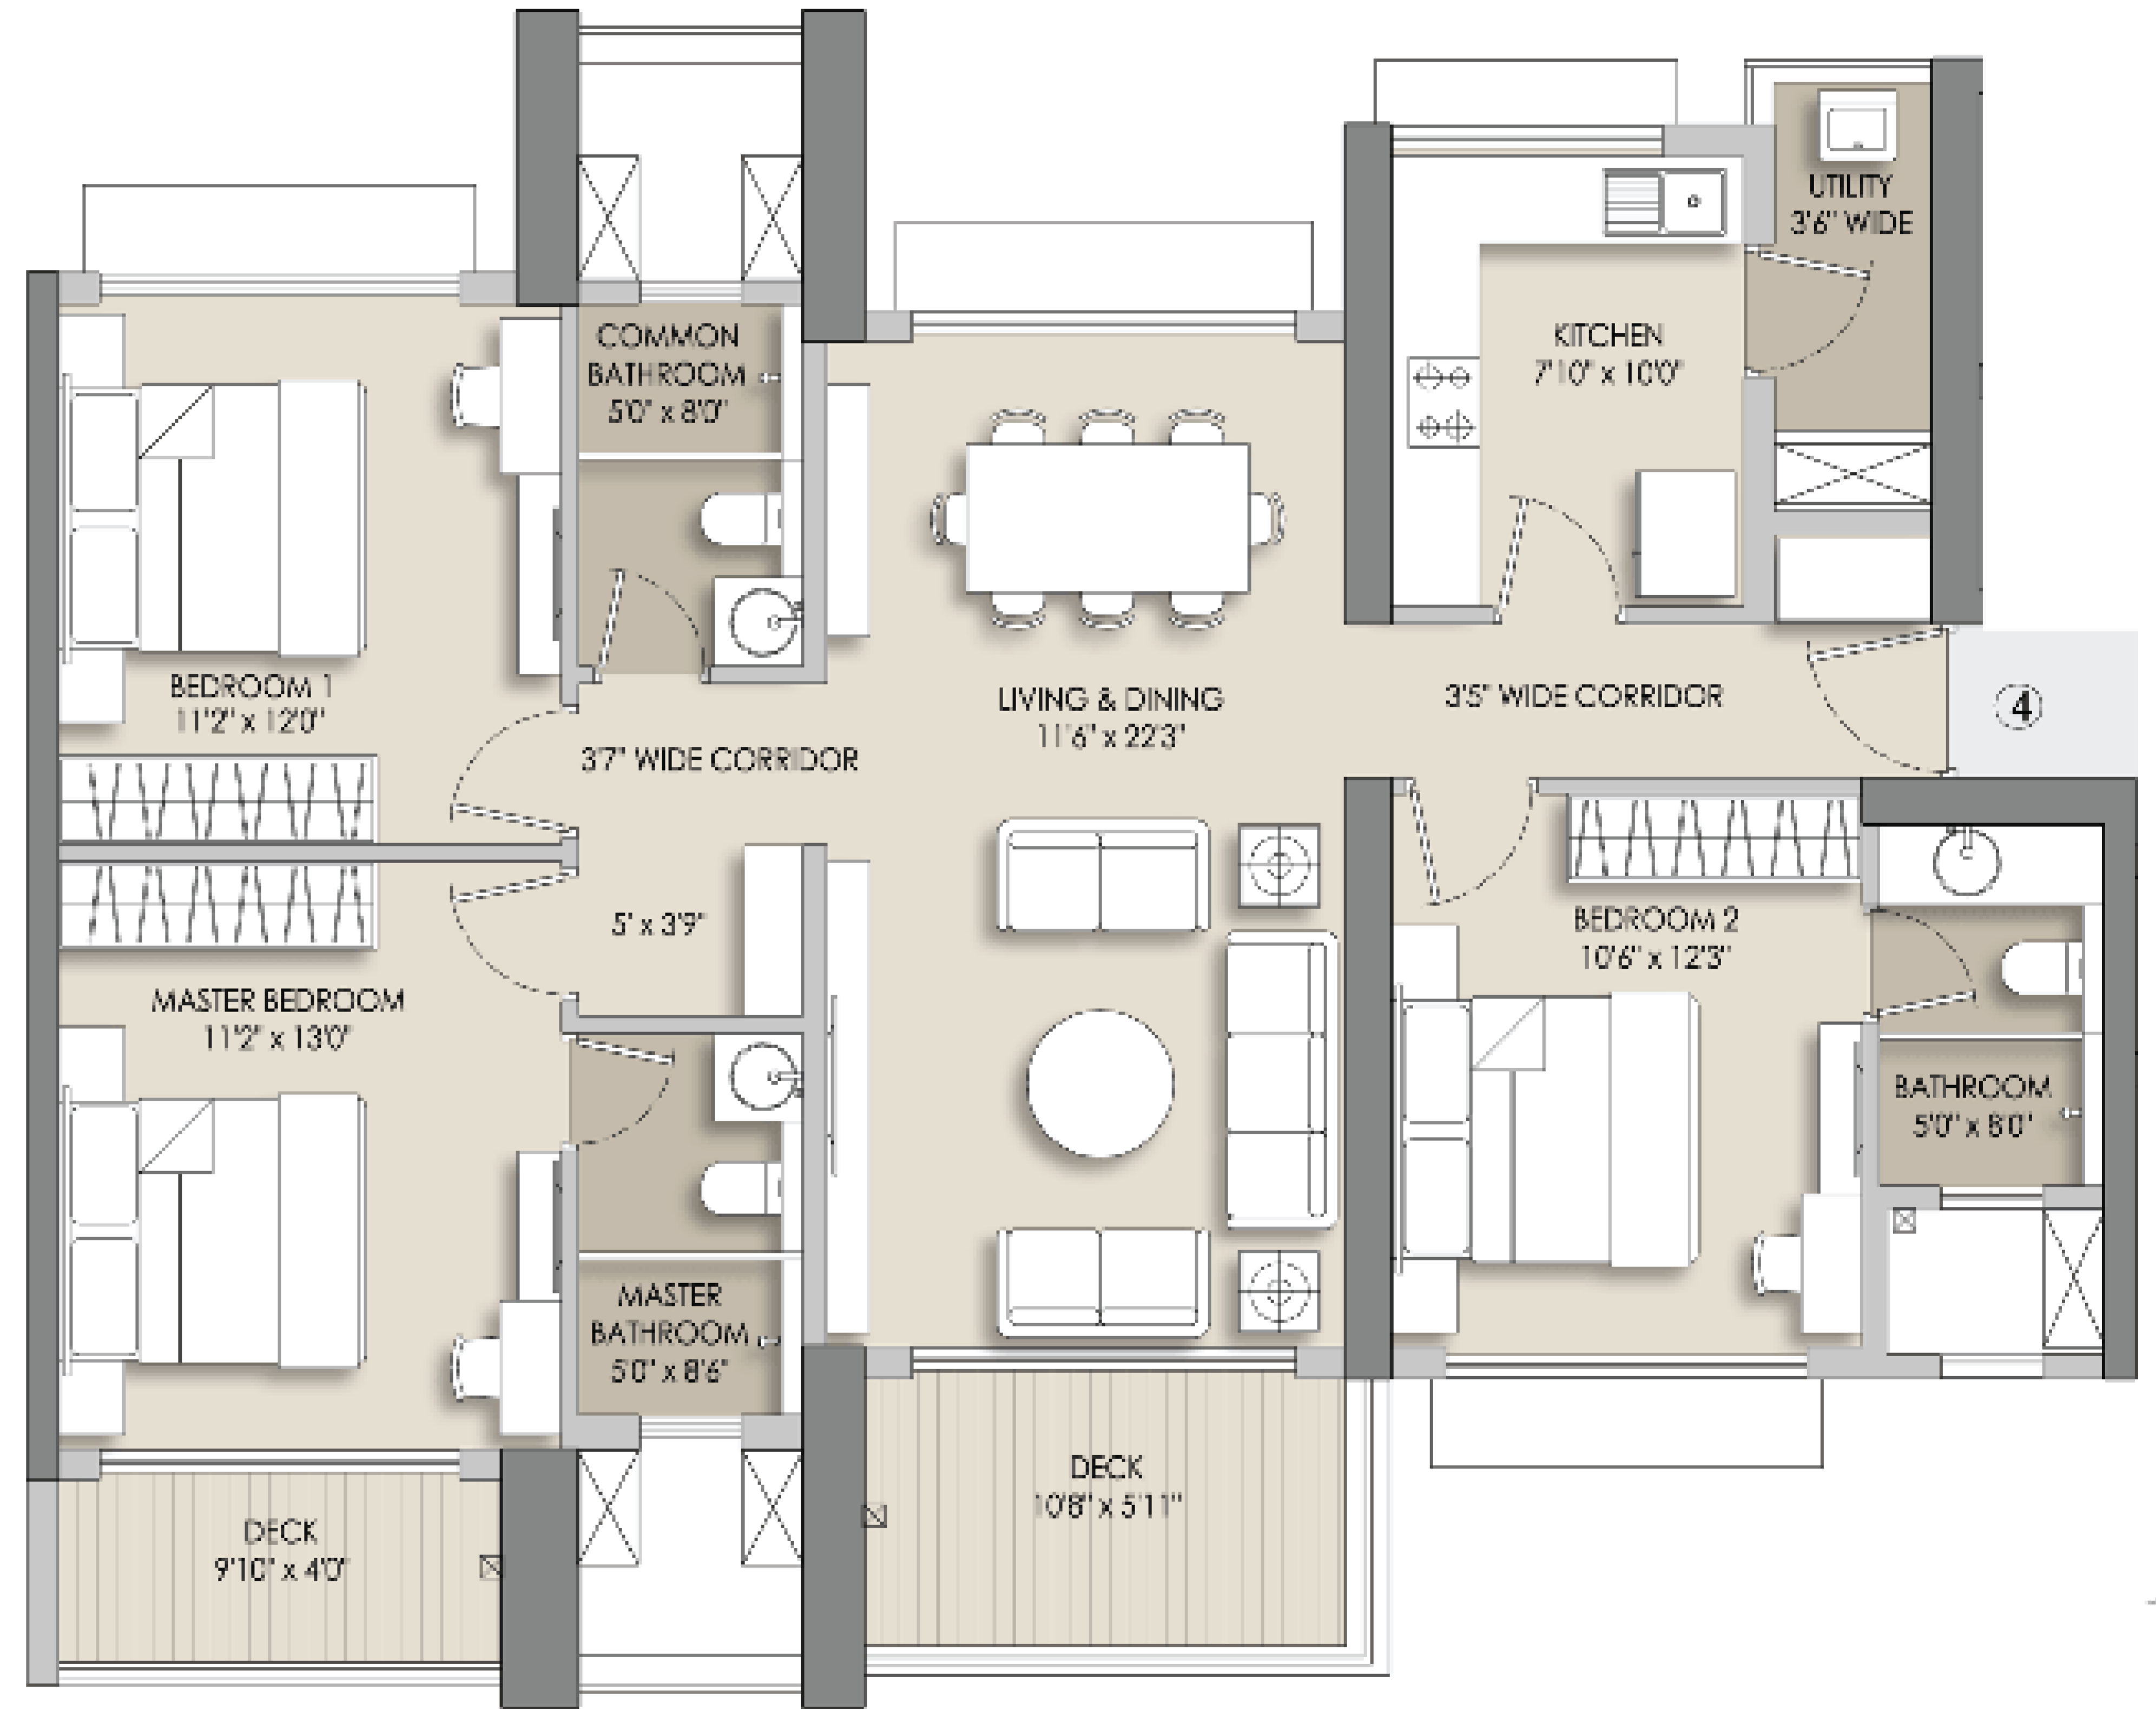 UTILITY
3'6" WIDE
COMMON
BATHROOM
5'0" x 8'0"
KITCHEN
7'10" x 10'0"
BEDROOM 1
11'2" x 12'0"
LIVING & DINING
11'6" x 22'3"
3'5" WIDE CORRIDOR
4
3'7" WIDE CORRIDOR
5' x 3'9"
BEDROOM 2
10'6" x 12'3"
MASTER BEDROOM
11'2" x 13'0"
BATHROOM
5'0" x 8'0"
MASTER
BATHROOM
5'0" x 8'6"
DECK
10'8" x 5'11"
DECK
9'10" x 4'0"